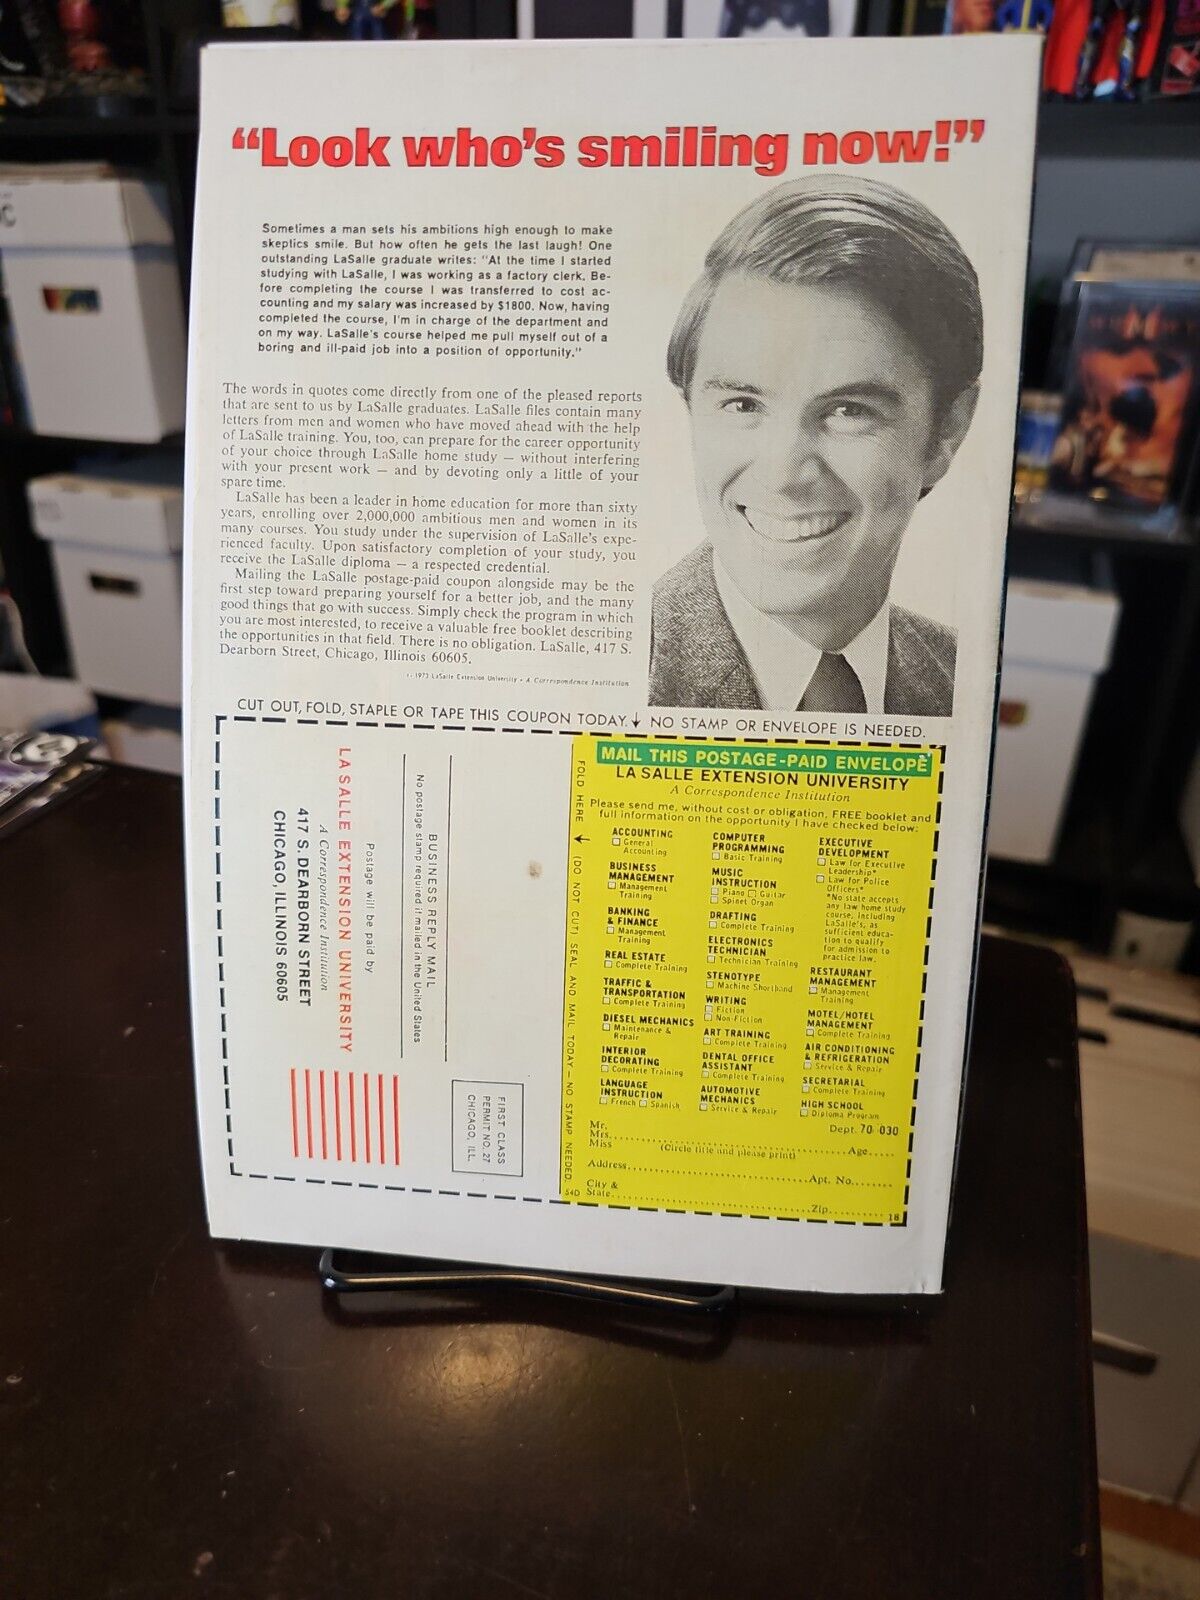 “Look who's smiling now!”
Sometimes a man sets his ambitions high enough to make
skeptics smile. But how often he gets the last laugh! One
outstanding LaSalle graduate writes: "At the time I started
studying with LaSalle, I was working as a factory clerk. Be-
fore completing the course I was transferred to cost ac-
counting and my salary was increased by $1800. Now, having
completed the course, I'm in charge of the department and
on my way. LaSalle's course helped me pull myself out of a
boring and ill-paid job into a position of opportunity."
The words in quotes come directly from one of the pleased reports
that are sent to us by LaSalle graduates. LaSalle files contain many
letters from men and women who have moved ahead with the help
of LaSalle training. You, too, can prepare for the career opportunity
of your choice through LaSalle home study — without interfering
with your present work — and by devoting only a little of your
spare time.
LaSalle has been a leader in home education for more than sixty
years, enrolling over 2,000,000 ambitious men and women in its
many courses. You study under the supervision of LaSalle's expe-
rienced faculty. Upon satisfactory completion of your study, you
receive the LaSalle diploma — a respected credential.
Mailing the LaSalle postage-paid coupon alongside may be the
first step toward preparing yourself for a better job, and the many
good things that go with success. Simply check the program in which
you are most interested, to receive a valuable free booklet describing
the opportunities in that field. There is no obligation. LaSalle, 417 S.
Dearborn Street, Chicago, Illinois 60605.
1973 LaSalle Extension University • A Correspondence Institution
CUT OUT, FOLD, STAPLE OR TAPE THIS COUPON TODAY. NO STAMP OR ENVELOPE IS NEEDED.
FIRST CLASS
PERMIT NO. 27
CHICAGO, ILL.
BUSINESS REPLY MAIL
No postage stamp required if mailed in the United States
Postage will be paid by
LA SALLE EXTENSION UNIVERSITY
A Correspondence Institution
417 S. DEARBORN STREET
CHICAGO, ILLINOIS 60605
FOLD HERE (DO NOT CUT) SEAL AND MAIL TODAY—NO STAMP NEEDED.
54D
MAIL THIS POSTAGE-PAID ENVELOPE
LA SALLE EXTENSION UNIVERSITY
A Correspondence Institution
Please send me, without cost or obligation, FREE booklet and
full information on the opportunity I have checked below:
ACCOUNTING
General
Accounting
BUSINESS
MANAGEMENT
Management
Training
BANKING
& FINANCE
Management
Training
REAL ESTATE
Complete Training
TRAFFIC &
TRANSPORTATION
Complete Training
DIESEL MECHANICS
Maintenance &
Repair
INTERIOR
DECORATING
Complete Training
LANGUAGE
INSTRUCTION
French Spanish
COMPUTER
PROGRAMMING
Basic Training
MUSIC
INSTRUCTION
Piano Guitar
Spinet Organ
DRAFTING
Complete Training
ELECTRONICS
TECHNICIAN
Technician Training
STENOTYPE
Machine Shorthand
WRITING
Fiction
Non-Fiction
ART TRAINING
Complete Training
DENTAL OFFICE
ASSISTANT
Complete Training
AUTOMOTIVE
MECHANICS
Service & Repair
EXECUTIVE
DEVELOPMENT
Law for Executive
Leadership*
Law for Police
Officers*
*No state accepts
any law home study
course, including
LaSalle's, as
sufficient educa-
tion to qualify
for admission to
practice law.
RESTAURANT
MANAGEMENT
Management
Training
MOTEL/HOTEL
MANAGEMENT
Complete Training
AIR CONDITIONING
& REFRIGERATION
Service & Repair
SECRETARIAL
Complete Training
HIGH SCHOOL
Diploma Program
Dept. 70-030
Mr.
Mrs.
Miss
Age
(Circle title and please print)
Address
Apt. No.
City &
State
Zip
18